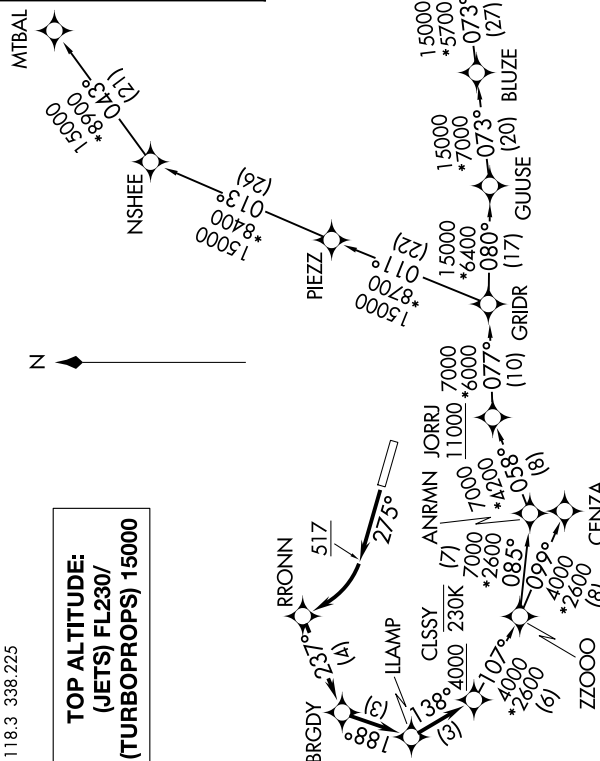 118.3 338.225
TOP ALTITUDE:
(JETS) FL230/
(TURBOPROPS) 15000
N
MTBAL
15000
*8900
043°
(21)
NSHEE
15000
*8400
013°
(26)
PIEZZ
15000
*8700
011°
(22)
15000
*5700
073°
(27)
BLUZE
15000
*7000
073°
(20)
GUUSE
15000
*6400
080°
(17)
GRIDR
7000
*6000
077°
(10)
JORRJ
11000
7000
*4200
058°
(8)
ANRMN
(7)
7000
*2600
085°
CENZA
099°
4000
*2600
(8)
275°
517
RRONN
237°
(4)
BRGDY
188°
(3)
LLAMP
138°
(3)
CLSSY
4000 230K
107°
4000
*2600
(6)
ZZOOO